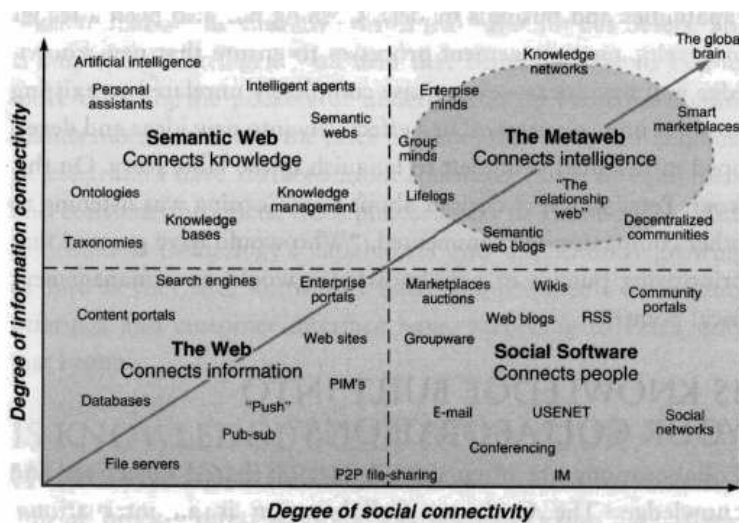 The global
brain
Knowledge
networks
Artificial intelligence
Personal
assistants
Intelligent agents
Semantic
webs
Enterprise
minds
Smart
marketplaces
Semantic Web
Connects knowledge
Group
minds
The Metaweb
Connects intelligence
Ontologies
Knowledge
management
Lifelogs
"The
relationship
web"
Knowledge
bases
Taxonomies
Semantic
web blogs
Decentralized
communities
Search engines
Enterprise
portals
Marketplaces
auctions
Wikis
Community
portals
Content portals
Web blogs
RSS
Web sites
Groupware
The Web
Connects information
Social Software
Connects people
PIM's
Databases
"Push"
E-mail
USENET
Social
networks
Pub-sub
Conferencing
File servers
P2P file-sharing
IM
Degree of information connectivity
Degree of social connectivity